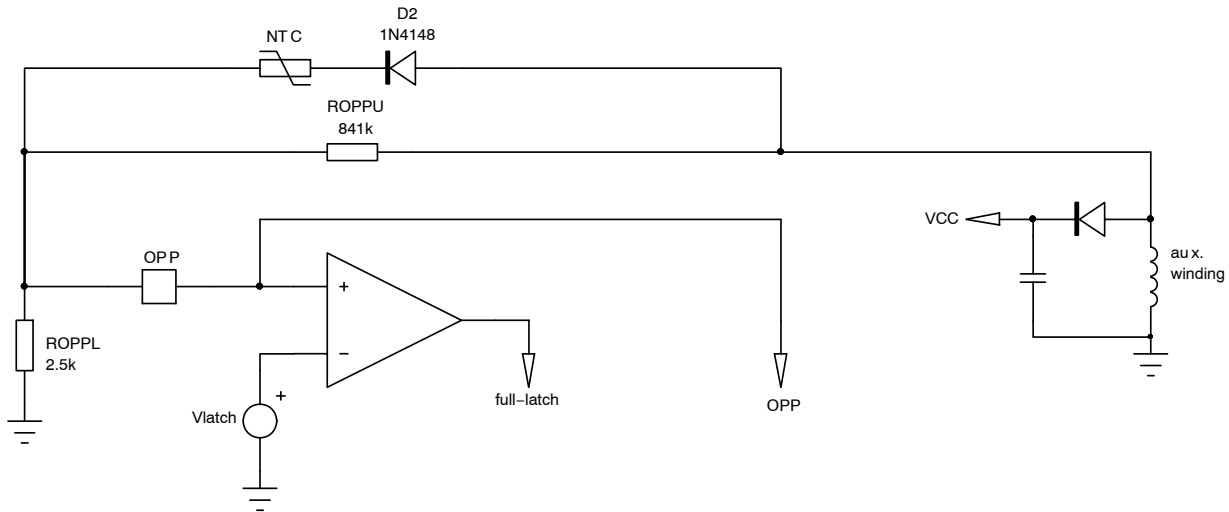 D2
1N4148
NTC
ROPPU
841k
VCC
aux.
winding
OPP
+
−
ROPPL
2.5k
+
Vlatch
full−latch
OPP